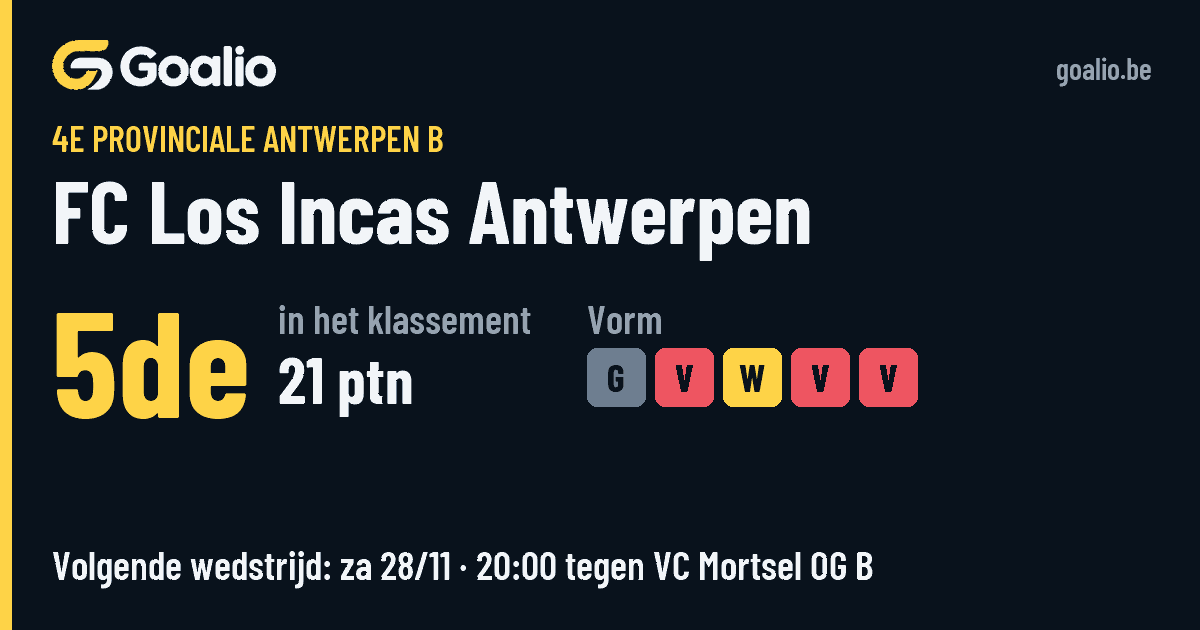 Goalio
goalio.be
4E PROVINCIALE ANTWERPEN B
FC Los Incas Antwerpen
5de
in het klassement
21 ptn
Vorm
G V W V V
Volgende wedstrijd: za 28/11 · 20:00 tegen VC Mortsel OG B